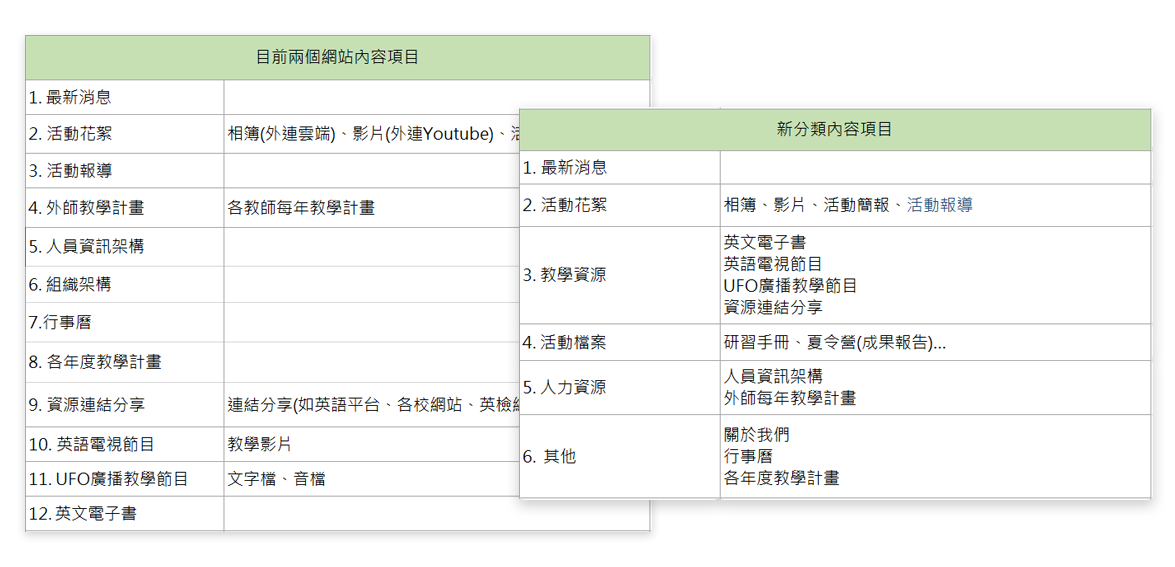 目前兩個網站內容項目
1. 最新消息
2. 活動花絮 相簿(外連雲端)、影片(外連Youtube)、
3. 活動報導
4. 外師教學計畫 各教師每年教學計畫
5. 人員資訊架構
6. 組織架構
7.行事曆
8. 各年度教學計畫
9. 資源連結分享 連結分享(如英語平台、各校網站、英檢
10. 英語電視節目 教學影片
11. UFO廣播教學節目 文字檔、音檔
12. 英文電子書
新分類內容項目
1. 最新消息
2. 活動花絮 相簿、影片、活動簡報、活動報導
3. 教學資源
英文電子書
英語電視節目
UFO廣播教學節目
資源連結分享
4. 活動檔案 研習手冊、夏令營(成果報告)...
5. 人力資源
人員資訊架構
外師每年教學計畫
6. 其他
關於我們
行事曆
各年度教學計畫